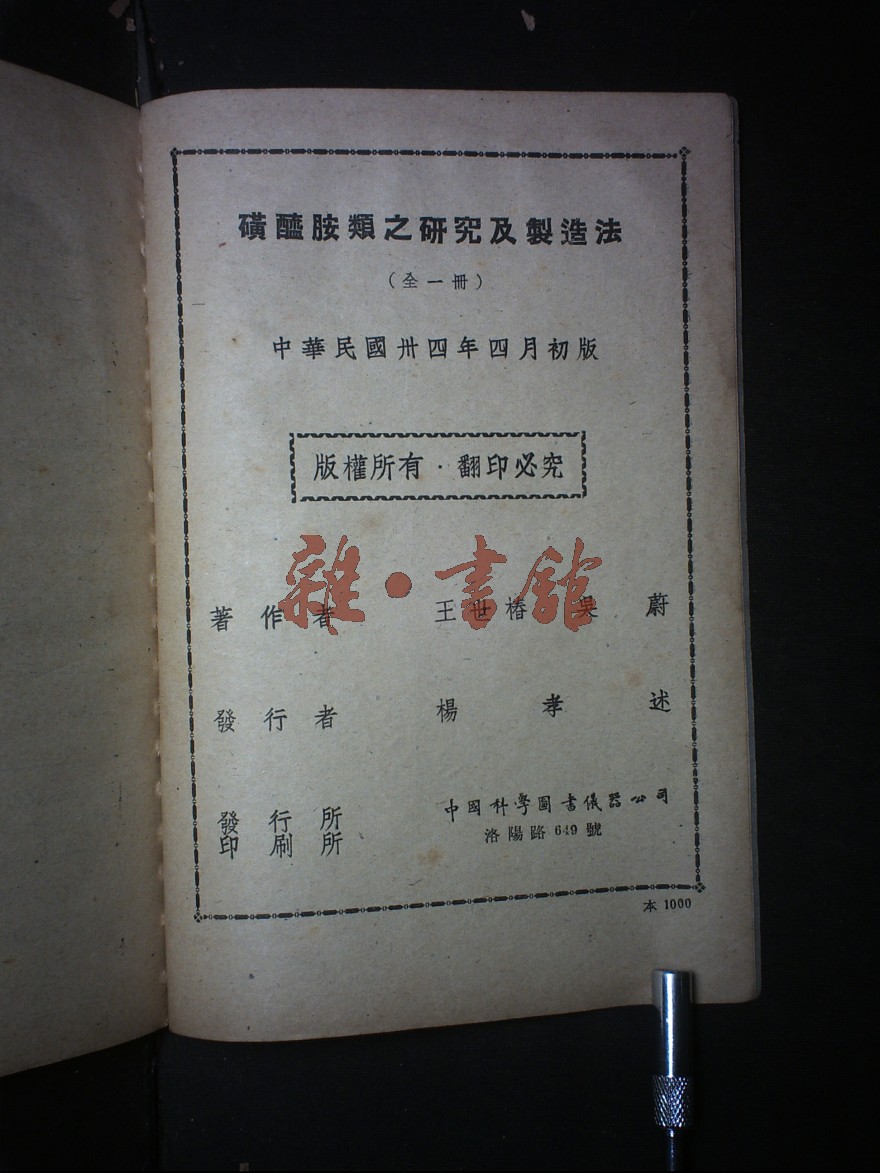 磺醯胺類之研究及製造法
（全一冊）
中華民國卅四年四月初版
版權所有．翻印必究
雜•書館
著作者 王世椿 吳蔚
發行者 楊孝述
發行所 中國科學圖書儀器公司
印刷所 洛陽路 649 號
本 1000